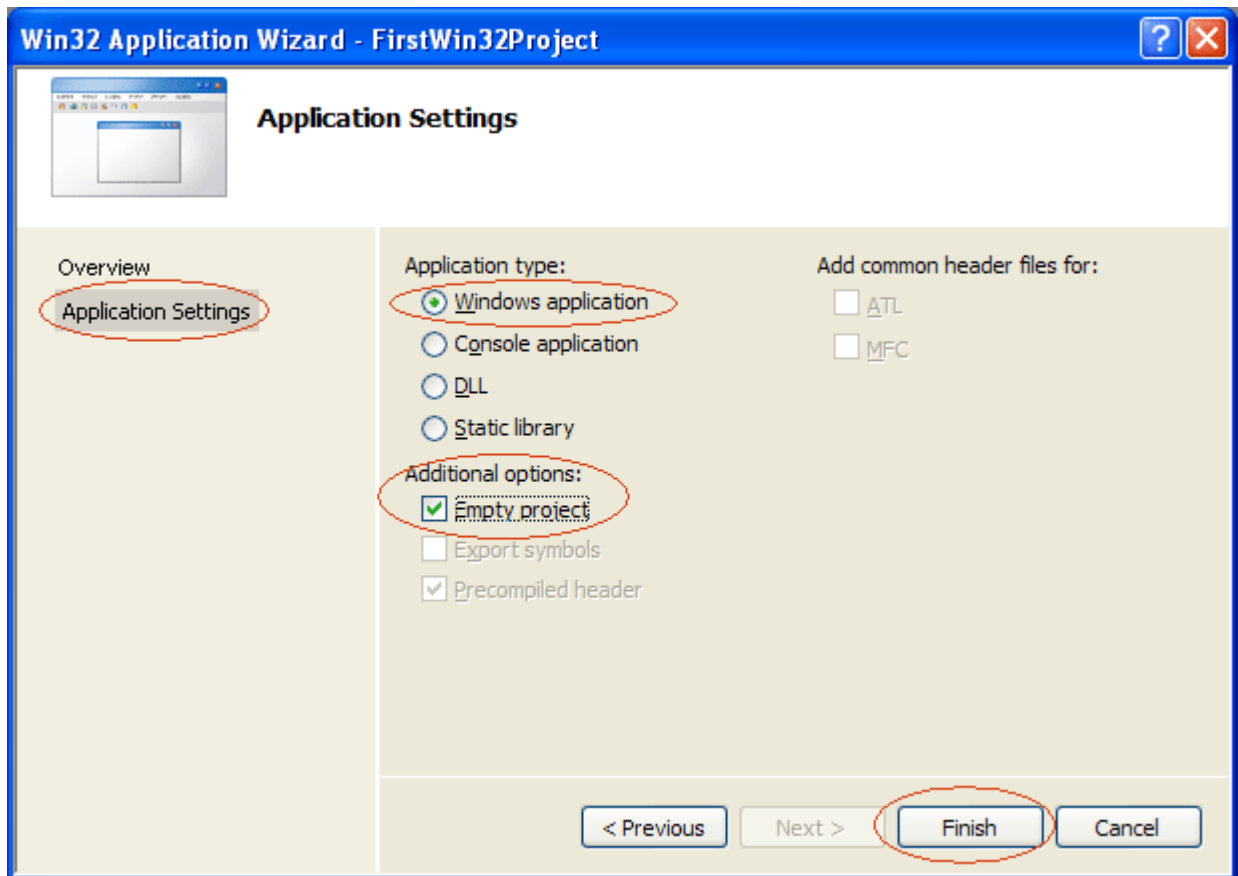 Win32 Application Wizard - FirstWin32Project
Application Settings
Overview
Application Settings
Application type:
Windows application
Console application
DLL
Static library
Additional options:
Empty project
Export symbols
Precompiled header
Add common header files for:
ATL
MFC
< Previous
Next >
Finish
Cancel